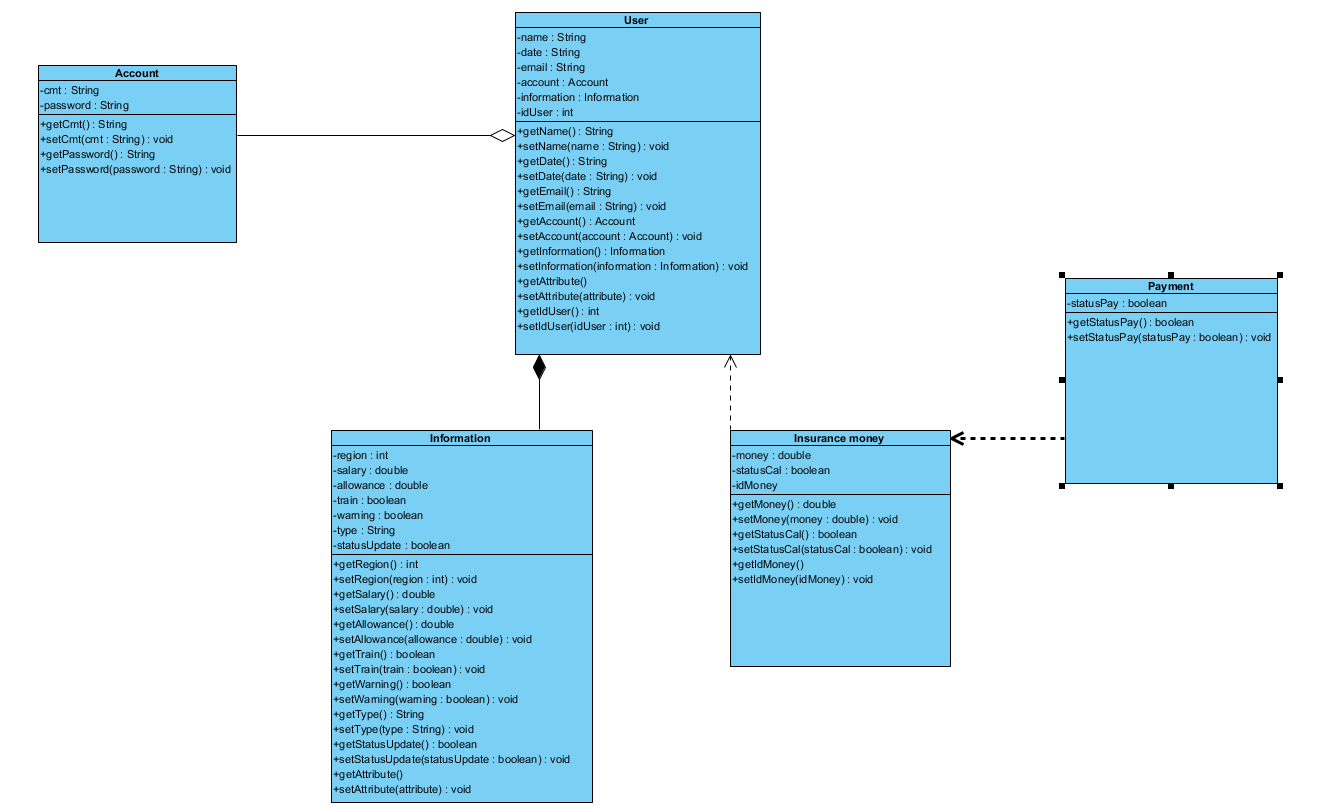 User
-name : String
-date : String
-email : String
-account : Account
-information : Information
-idUser : int
+getName() : String
+setName(name : String) : void
+getDate() : String
+setDate(date : String) : void
+getEmail() : String
+setEmail(email : String) : void
+getAccount() : Account
+setAccount(account : Account) : void
+getInformation() : Information
+setInformation(information : Information) : void
+getAttribute()
+setAttribute(attribute) : void
+getIdUser() : int
+setIdUser(idUser : int) : void
Account
-cmt : String
-password : String
+getCmt() : String
+setCmt(cmt : String) : void
+getPassword() : String
+setPassword(password : String) : void
Payment
-statusPay : boolean
+getStatusPay() : boolean
+setStatusPay(statusPay : boolean) : void
Information
-region : int
-salary : double
-allowance : double
-train : boolean
-warning : boolean
-type : String
-statusUpdate : boolean
+getRegion() : int
+setRegion(region : int) : void
+getSalary() : double
+setSalary(salary : double) : void
+getAllowance() : double
+setAllowance(allowance : double) : void
+getTrain() : boolean
+setTrain(train : boolean) : void
+getWarning() : boolean
+setWarning(warning : boolean) : void
+getType() : String
+setType(type : String) : void
+getStatusUpdate() : boolean
+setStatusUpdate(statusUpdate : boolean) : void
+getAttribute()
+setAttribute(attribute) : void
Insurance money
-money : double
-statusCal : boolean
-idMoney
+getMoney() : double
+setMoney(money : double) : void
+getStatusCal() : boolean
+setStatusCal(statusCal : boolean) : void
+getIdMoney()
+setIdMoney(idMoney) : void